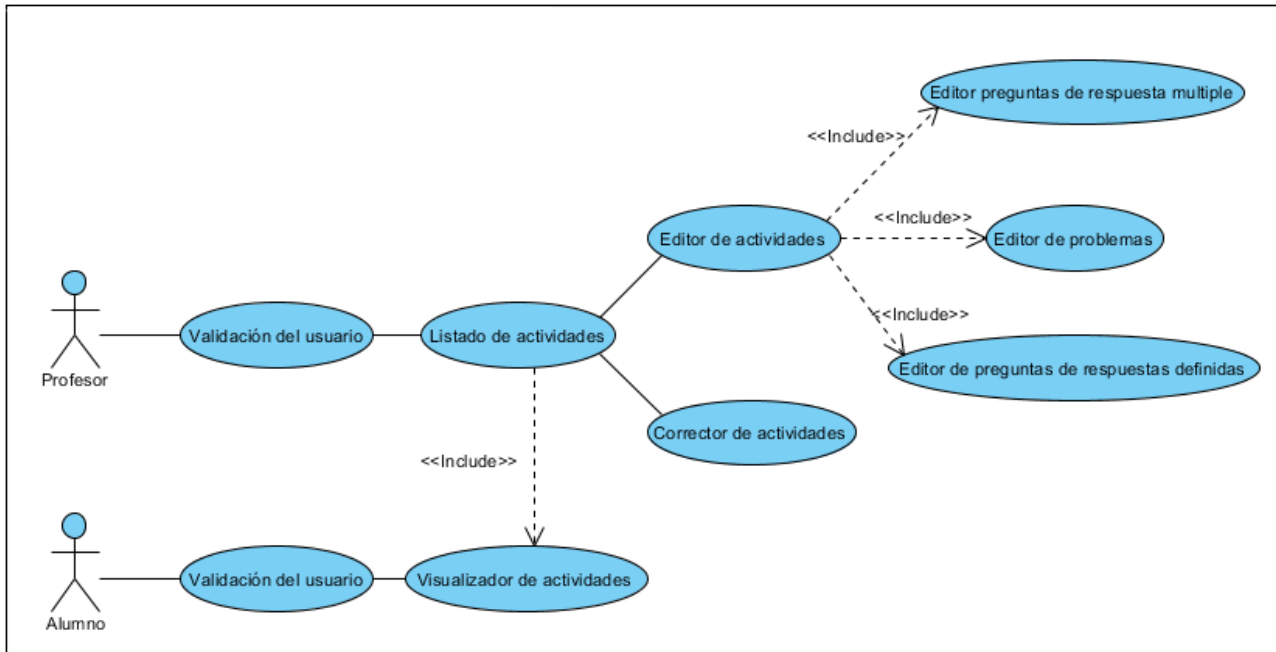 Editor preguntas de respuesta multiple
<<Include>>
Editor de actividades
<<Include>>
Editor de problemas
<<Include>>
Validación del usuario
Listado de actividades
Editor de preguntas de respuestas definidas
Profesor
Corrector de actividades
<<Include>>
Validación del usuario
Visualizador de actividades
Alumno